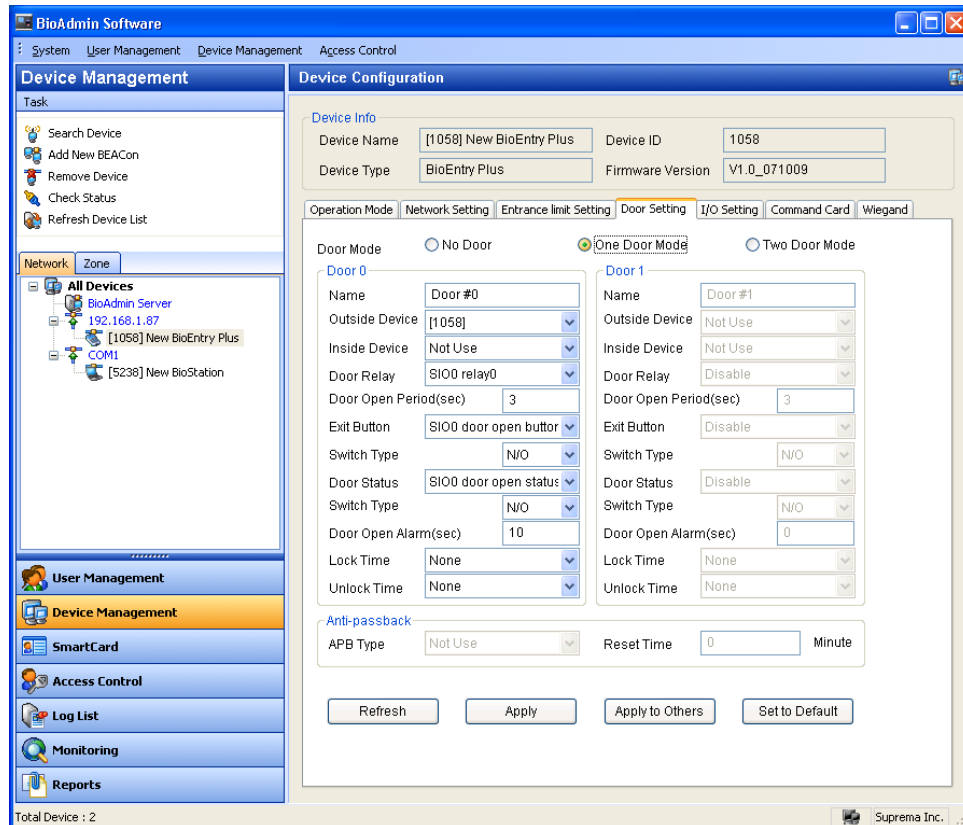 BioAdmin Software
System User Management Device Management Access Control
Device Management
Task
Search Device
Add New BEACon
Remove Device
Check Status
Refresh Device List
Network Zone
All Devices
BioAdmin Server
192.168.1.87
[1058] New BioEntry Plus
COM1
[5238] New BioStation
User Management
Device Management
SmartCard
Access Control
Log List
Monitoring
Reports
Device Configuration
Device Info
Device Name [1058] New BioEntry Plus Device ID 1058
Device Type BioEntry Plus Firmware Version V1.0_071009
Operation Mode Network Setting Entrance limit Setting Door Setting I/O Setting Command Card Wiegand
Door Mode No Door One Door Mode Two Door Mode
Door 0
Name Door #0
Outside Device [1058]
Inside Device Not Use
Door Relay SIO0 relay0
Door Open Period(sec) 3
Exit Button SIO0 door open buttor
Switch Type N/O
Door Status SIO0 door open status
Switch Type N/O
Door Open Alarm(sec) 10
Lock Time None
Unlock Time None
Door 1
Name Door #1
Outside Device Not Use
Inside Device Not Use
Door Relay Disable
Door Open Period(sec) 3
Exit Button Disable
Switch Type N/O
Door Status Disable
Switch Type N/O
Door Open Alarm(sec) 0
Lock Time None
Unlock Time None
Anti-passback
APB Type Not Use Reset Time 0 Minute
Refresh Apply Apply to Others Set to Default
Total Device : 2 Suprema Inc.